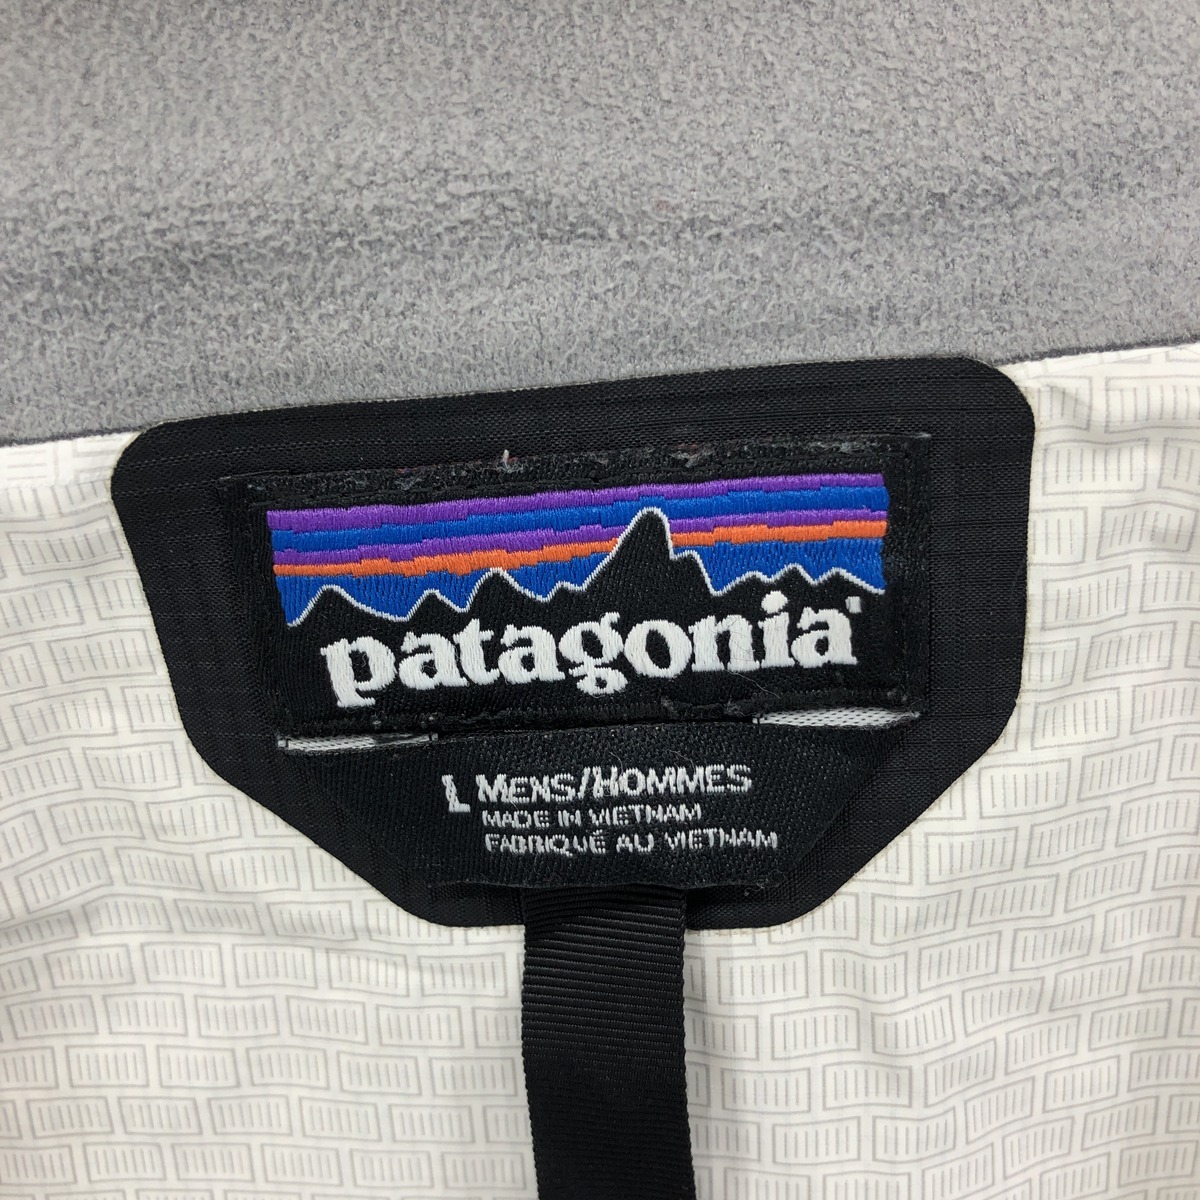 patagonia
L MENS/HOMMES
MADE IN VIETNAM
FABRIQUÉ AU VIETNAM